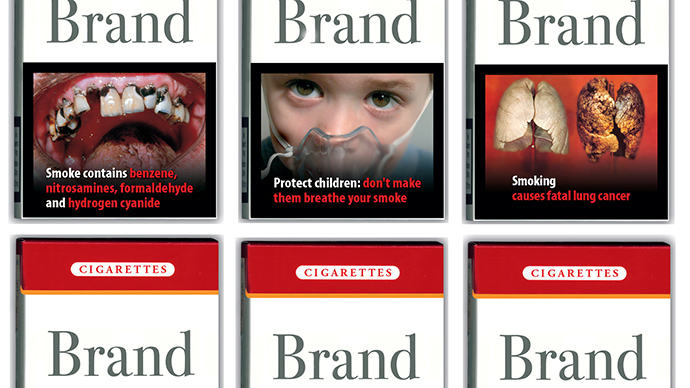 Brand
Brand
Brand
Smoke contains benzene,
nitrosamines, formaldehyde
and hydrogen cyanide
Protect children: don't make
them breathe your smoke
Smoking
causes fatal lung cancer
CIGARETTES
CIGARETTES
CIGARETTES
Brand
Brand
Brand